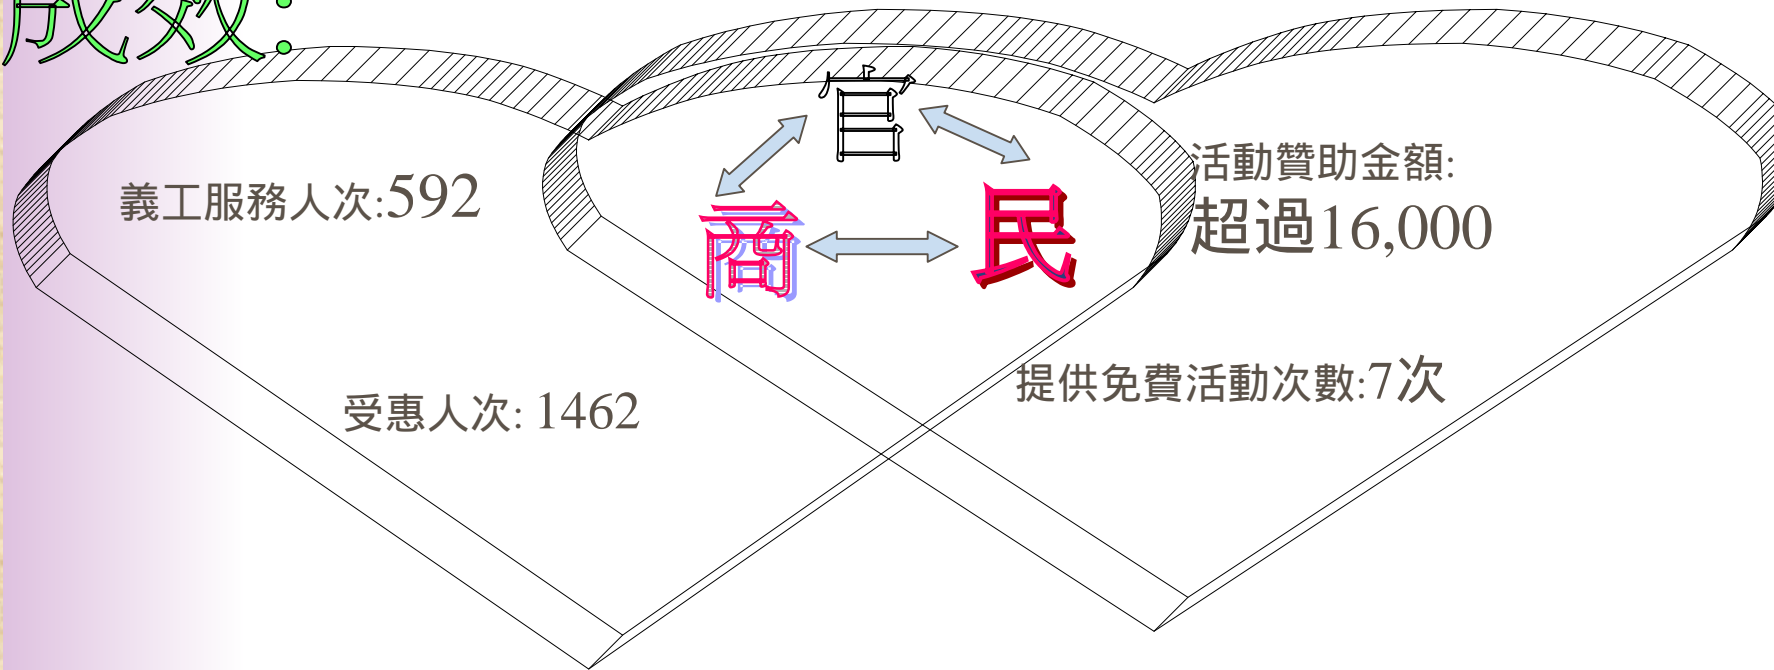 成效:
官
商 民
義工服務人次:592
活動贊助金額:
超過16,000
受惠人次: 1462
提供免費活動次數:7次